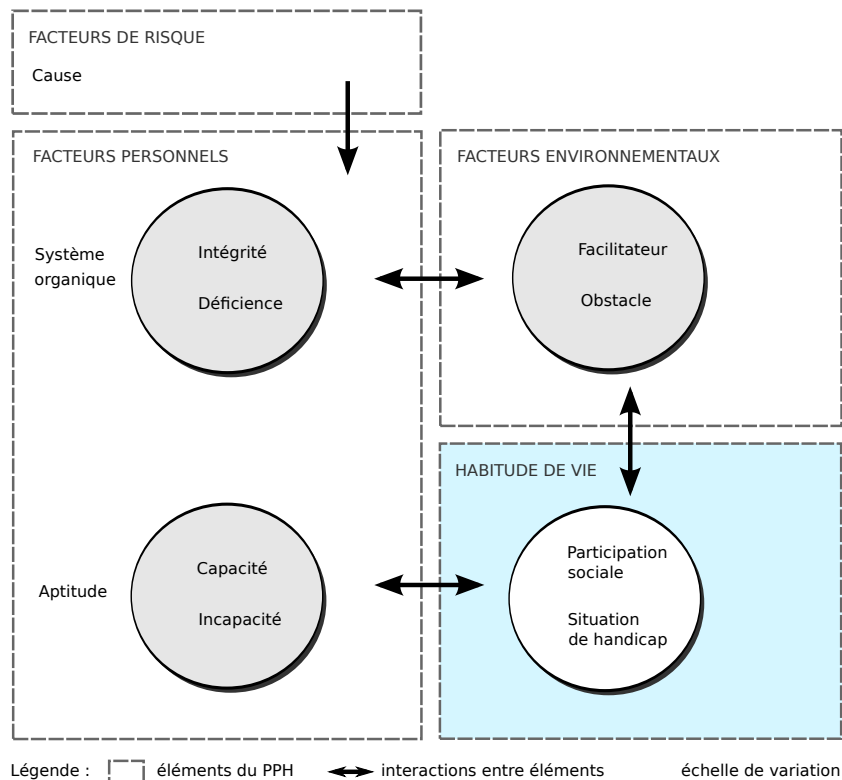 FACTEURS DE RISQUE
Cause
FACTEURS PERSONNELS
Système
organique
Intégrité
Déficience
FACTEURS ENVIRONNEMENTAUX
Facilitateur
Obstacle
Aptitude
Capacité
Incapacité
HABITUDE DE VIE
Participation
sociale
Situation
de handicap
Légende : éléments du PPH interactions entre éléments échelle de variation